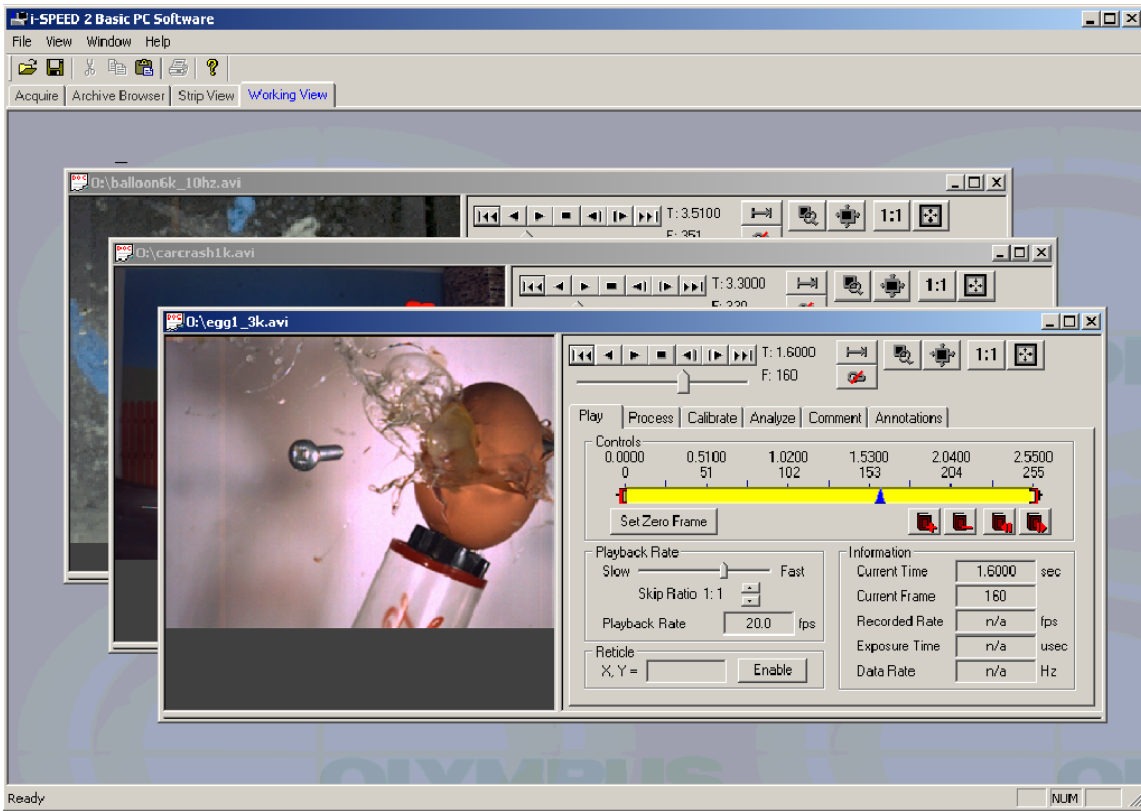 i-SPEED 2 Basic PC Software
File View Window Help
Acquire Archive Browser Strip View Working View
O:\balloon6k_10hz.avi
T: 3.5100
1:1
F: 351
O:\carcrash1k.avi
T: 3.3000
1:1
F: 330
O:\egg1_3k.avi
T: 1.6000
1:1
F: 160
Play Process Calibrate Analyze Comment Annotations
Controls
0.0000 0.5100 1.0200 1.5300 2.0400 2.5500
0 51 102 153 204 255
Set Zero Frame
Playback Rate
Slow Fast
Skip Ratio 1: 1
Playback Rate 20.0 fps
Reticle
X, Y = Enable
Information
Current Time 1.6000 sec
Current Frame 160
Recorded Rate n/a fps
Exposure Time n/a usec
Data Rate n/a Hz
OLYMPUS
Ready NUM